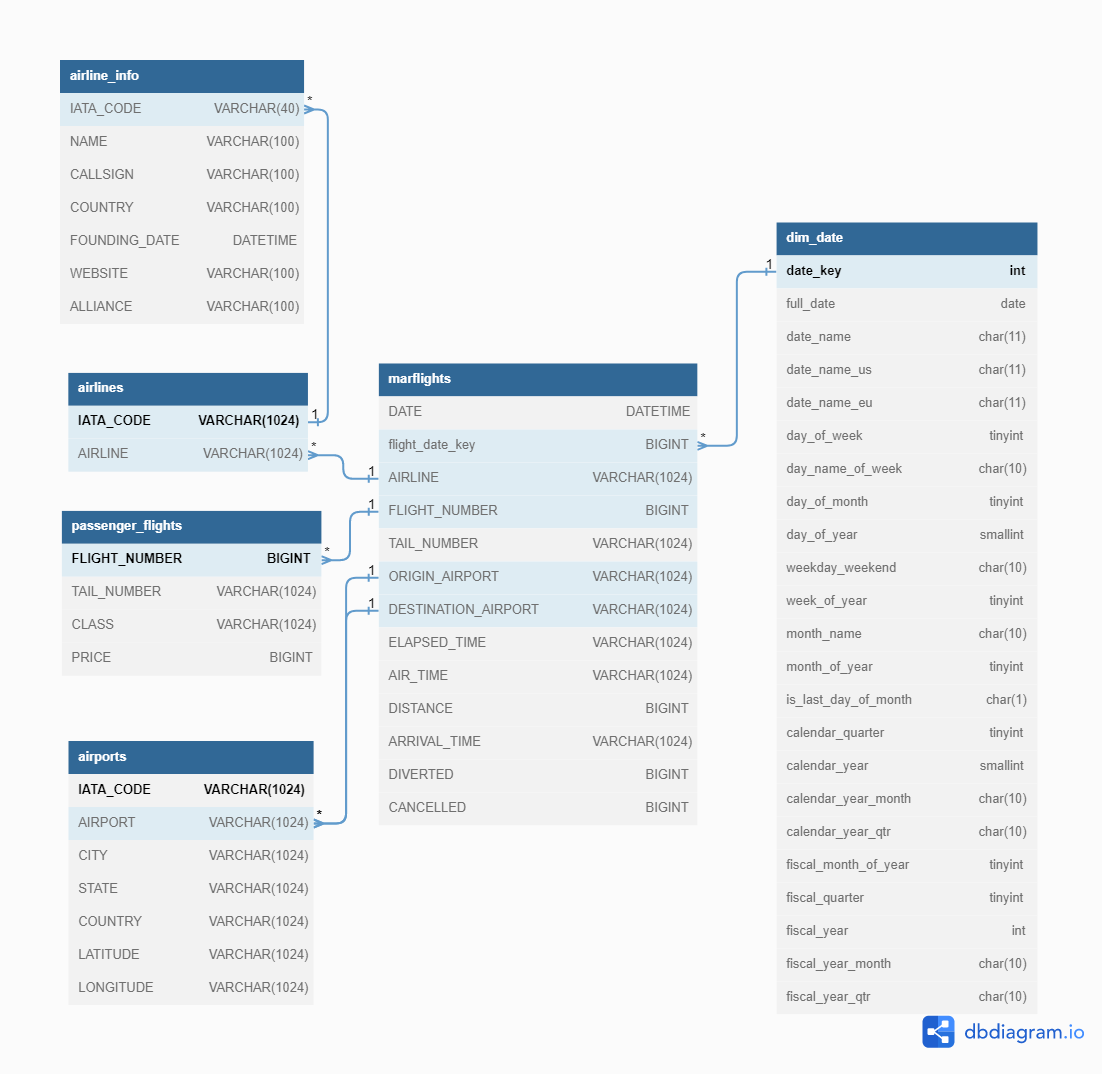 airline_info
IATA_CODE VARCHAR(40) *
NAME VARCHAR(100)
CALLSIGN VARCHAR(100)
COUNTRY VARCHAR(100)
FOUNDING_DATE DATETIME
WEBSITE VARCHAR(100)
ALLIANCE VARCHAR(100)
airlines
IATA_CODE VARCHAR(1024) 1
AIRLINE VARCHAR(1024) *
passenger_flights
FLIGHT_NUMBER BIGINT *
TAIL_NUMBER VARCHAR(1024)
CLASS VARCHAR(1024)
PRICE BIGINT
airports
IATA_CODE VARCHAR(1024)
AIRPORT VARCHAR(1024) *
CITY VARCHAR(1024)
STATE VARCHAR(1024)
COUNTRY VARCHAR(1024)
LATITUDE VARCHAR(1024)
LONGITUDE VARCHAR(1024)
marflights
DATE DATETIME
flight_date_key BIGINT *
1 AIRLINE VARCHAR(1024)
1 FLIGHT_NUMBER BIGINT
TAIL_NUMBER VARCHAR(1024)
1 ORIGIN_AIRPORT VARCHAR(1024)
1 DESTINATION_AIRPORT VARCHAR(1024)
ELAPSED_TIME VARCHAR(1024)
AIR_TIME VARCHAR(1024)
DISTANCE BIGINT
ARRIVAL_TIME VARCHAR(1024)
DIVERTED BIGINT
CANCELLED BIGINT
dim_date
1 date_key int
full_date date
date_name char(11)
date_name_us char(11)
date_name_eu char(11)
day_of_week tinyint
day_name_of_week char(10)
day_of_month tinyint
day_of_year smallint
weekday_weekend char(10)
week_of_year tinyint
month_name char(10)
month_of_year tinyint
is_last_day_of_month char(1)
calendar_quarter tinyint
calendar_year smallint
calendar_year_month char(10)
calendar_year_qtr char(10)
fiscal_month_of_year tinyint
fiscal_quarter tinyint
fiscal_year int
fiscal_year_month char(10)
fiscal_year_qtr char(10)
dbdiagram.io